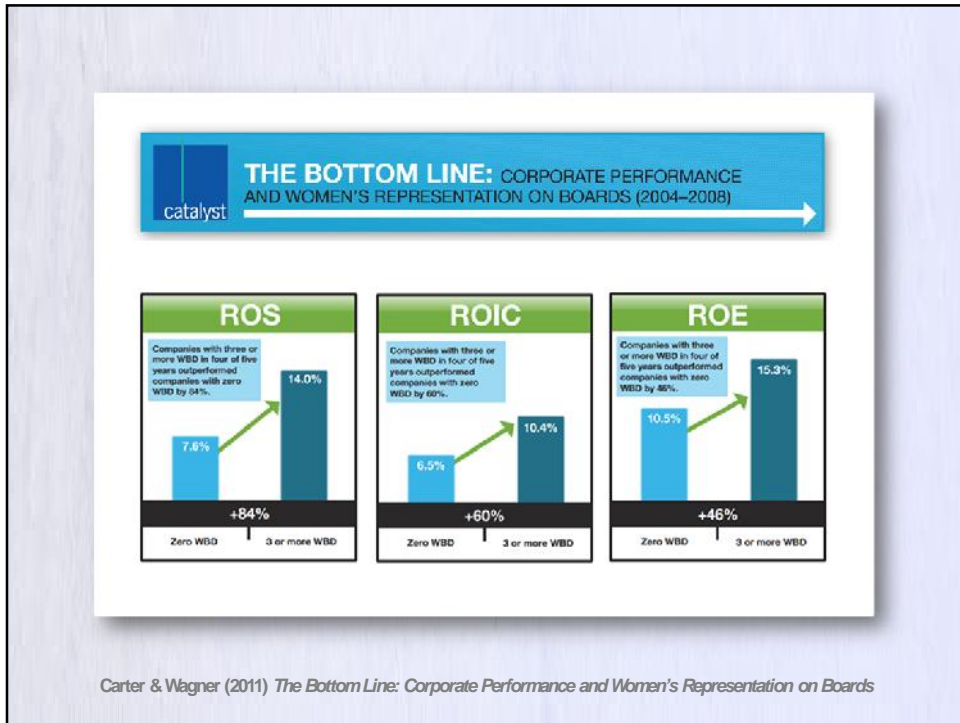 catalyst
THE BOTTOM LINE: CORPORATE PERFORMANCE
AND WOMEN'S REPRESENTATION ON BOARDS (2004–2008)
ROS
Companies with three or
more WBD in four of five
years outperformed
companies with zero
WBD by 84%.
7.6%
14.0%
+84%
Zero WBD
3 or more WBD
ROIC
Companies with three or
more WBD in four of five
years outperformed
companies with zero
WBD by 60%.
6.5%
10.4%
+60%
Zero WBD
3 or more WBD
ROE
Companies with three
or more WBD in four of
five years outperformed
companies with zero
WBD by 46%.
10.5%
15.3%
+46%
Zero WBD
3 or more WBD
Carter & Wagner (2011) The Bottom Line: Corporate Performance and Women's Representation on Boards